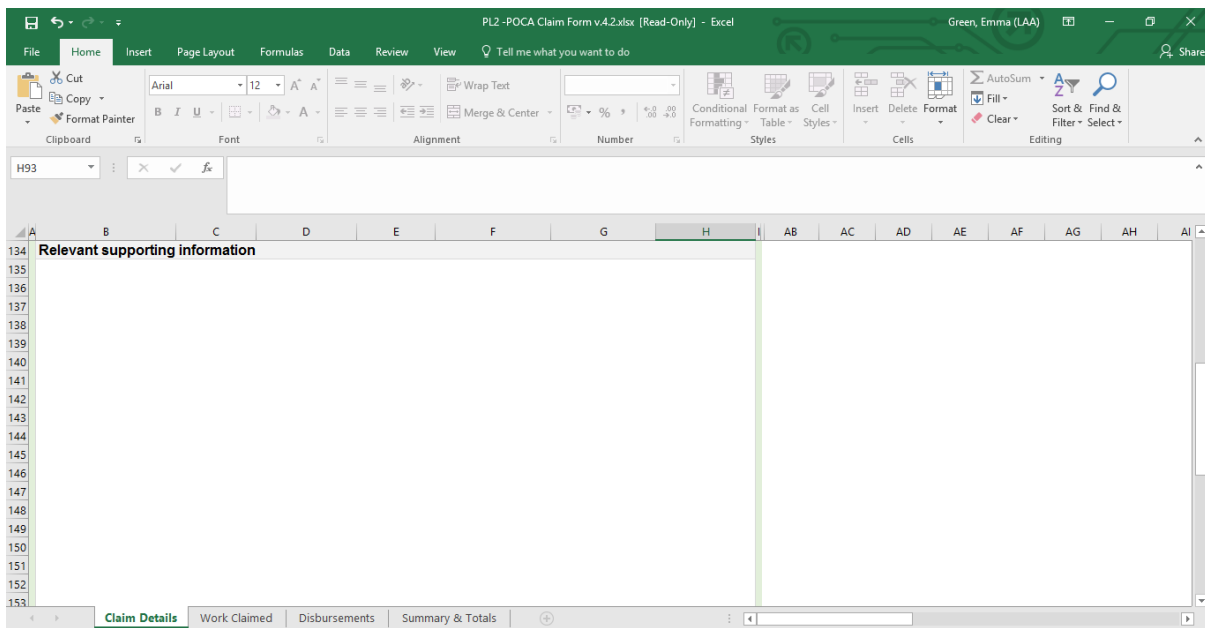 PL2 -POCA Claim Form v.4.2.xlsx [Read-Only] - Excel
Green, Emma (LAA)
File Home Insert Page Layout Formulas Data Review View Tell me what you want to do Share
Cut
Copy
Format Painter
Paste
Arial 12 A A
B I U A
Wrap Text
Merge & Center
% , .0 .00 .00 .0
Conditional Formatting
Format as Table
Cell Styles
Insert Delete Format
AutoSum
Fill
Clear
Sort & Filter
Find & Select
Clipboard Font Alignment Number Styles Cells Editing
H93 fx
A B C D E F G H I AB AC AD AE AF AG AH AI
134 Relevant supporting information
135
136
137
138
139
140
141
142
143
144
145
146
147
148
149
150
151
152
153
Claim Details Work Claimed Disbursements Summary & Totals